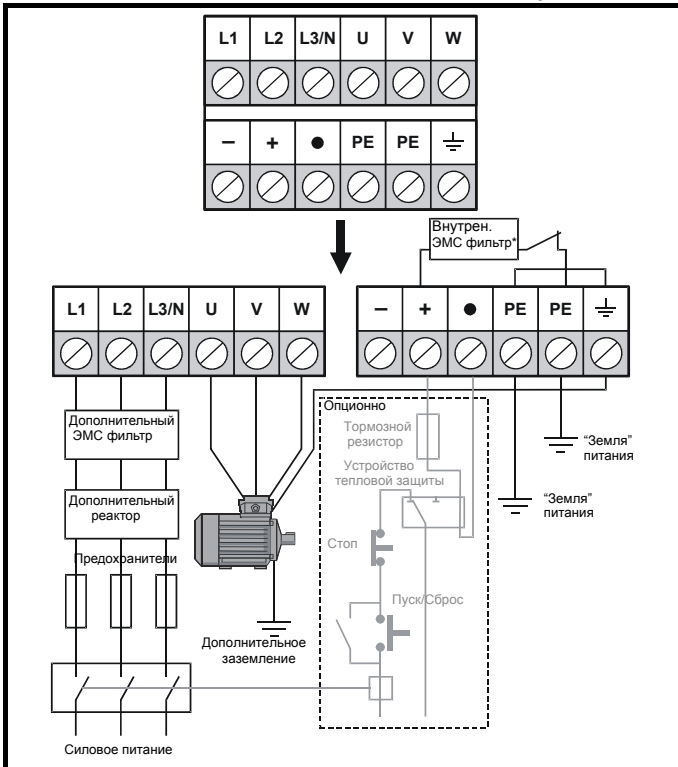 L1 L2 L3/N U V W
− + ● PE PE
Внутрен.
ЭМС фильтр*
L1 L2 L3/N U V W
− + ● PE PE
Дополнительный
ЭМС фильтр
Дополнительный
реактор
Предохранители
Силовое питание
Дополнительное
заземление
Опционно
Тормозной
резистор
Устройство
тепловой защиты
Стоп
Пуск/Сброс
“Земля”
питания
“Земля”
питания